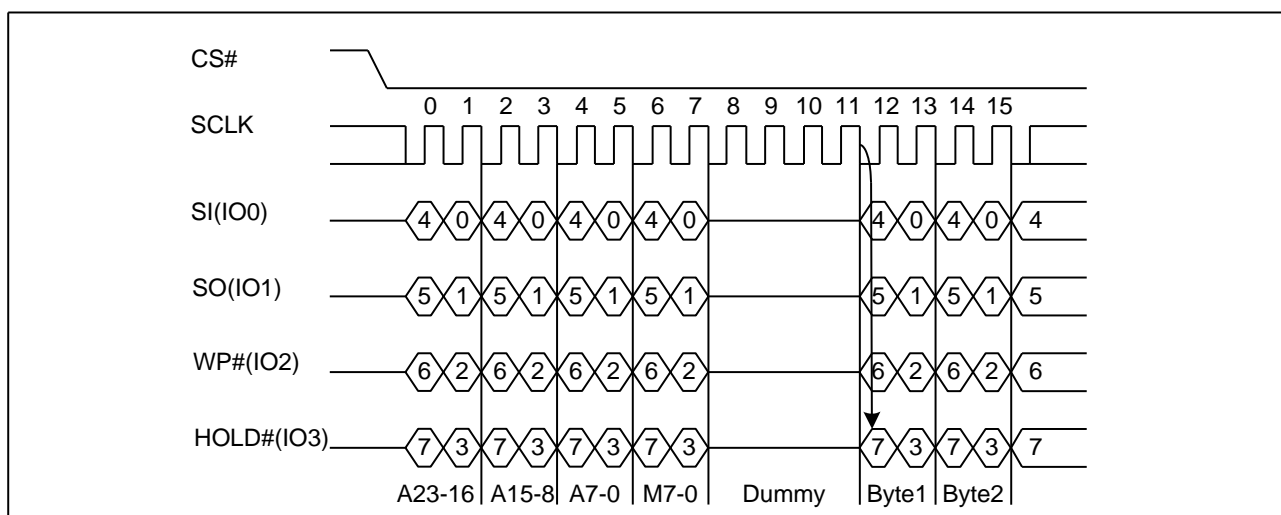 CS#
0 1 2 3 4 5 6 7 8 9 10 11 12 13 14 15
SCLK
SI(IO0) 4 0 4 0 4 0 4 0 4 0 4 0 4
SO(IO1) 5 1 5 1 5 1 5 1 5 1 5 1 5
WP#(IO2) 6 2 6 2 6 2 6 2 6 2 6 2 6
HOLD#(IO3) 7 3 7 3 7 3 7 3 7 3 7 3 7
A23-16 A15-8 A7-0 M7-0 Dummy Byte1 Byte2